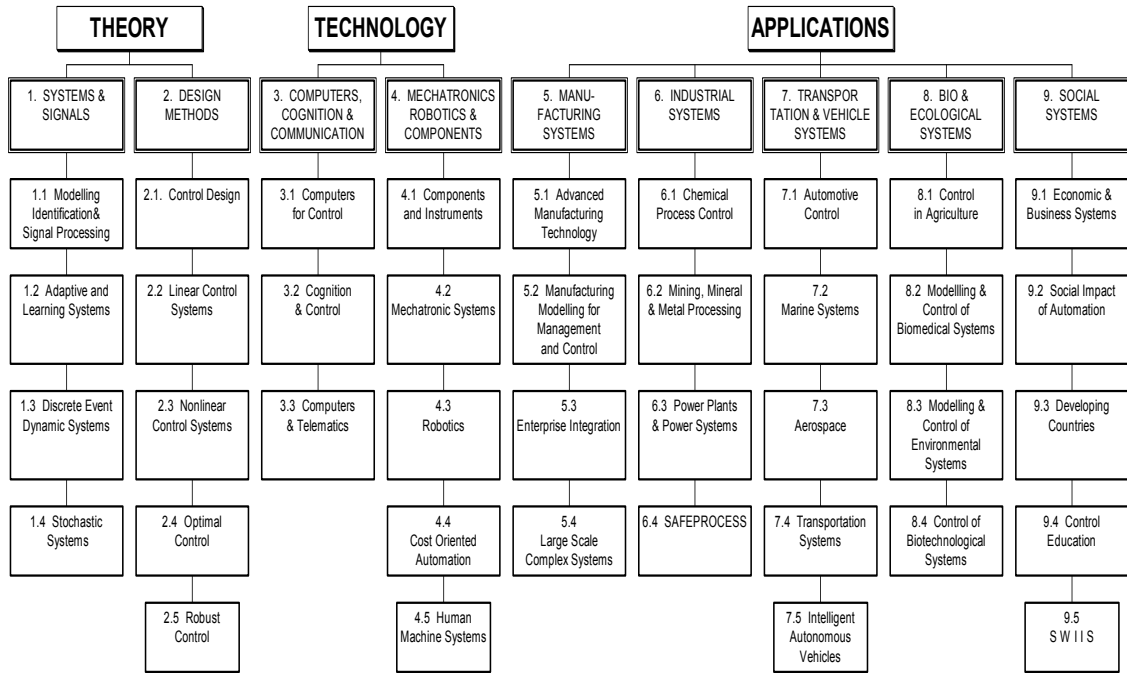 THEORY
TECHNOLOGY
APPLICATIONS
1. SYSTEMS &
SIGNALS
2. DESIGN
METHODS
3. COMPUTERS,
COGNITION &
COMMUNICATION
4. MECHATRONICS
ROBOTICS &
COMPONENTS
5. MANU-
FACTURING
SYSTEMS
6. INDUSTRIAL
SYSTEMS
7. TRANSPOR
TATION & VEHICLE
SYSTEMS
8. BIO &
ECOLOGICAL
SYSTEMS
9. SOCIAL
SYSTEMS
1.1 Modelling
Identification&
Signal Processing
2.1. Control Design
3.1 Computers
for Control
4.1 Components
and Instruments
5.1 Advanced
Manufacturing
Technology
6.1 Chemical
Process Control
7.1 Automotive
Control
8.1 Control
in Agriculture
9.1 Economic &
Business Systems
1.2 Adaptive and
Learning Systems
2.2 Linear Control
Systems
3.2 Cognition
& Control
4.2
Mechatronic Systems
5.2 Manufacturing
Modelling for
Management
and Control
6.2 Mining, Mineral
& Metal Processing
7.2
Marine Systems
8.2 Modellling &
Control of
Biomedical Systems
9.2 Social Impact
of Automation
1.3 Discrete Event
Dynamic Systems
2.3 Nonlinear
Control Systems
3.3 Computers
& Telematics
4.3
Robotics
5.3
Enterprise Integration
6.3 Power Plants
& Power Systems
7.3
Aerospace
8.3 Modelling &
Control of
Environmental
Systems
9.3 Developing
Countries
1.4 Stochastic
Systems
2.4 Optimal
Control
4.4
Cost Oriented
Automation
5.4
Large Scale
Complex Systems
6.4 SAFEPROCESS
7.4 Transportation
Systems
8.4 Control of
Biotechnological
Systems
9.4 Control
Education
2.5 Robust
Control
4.5 Human
Machine Systems
7.5 Intelligent
Autonomous
Vehicles
9.5
S W I I S